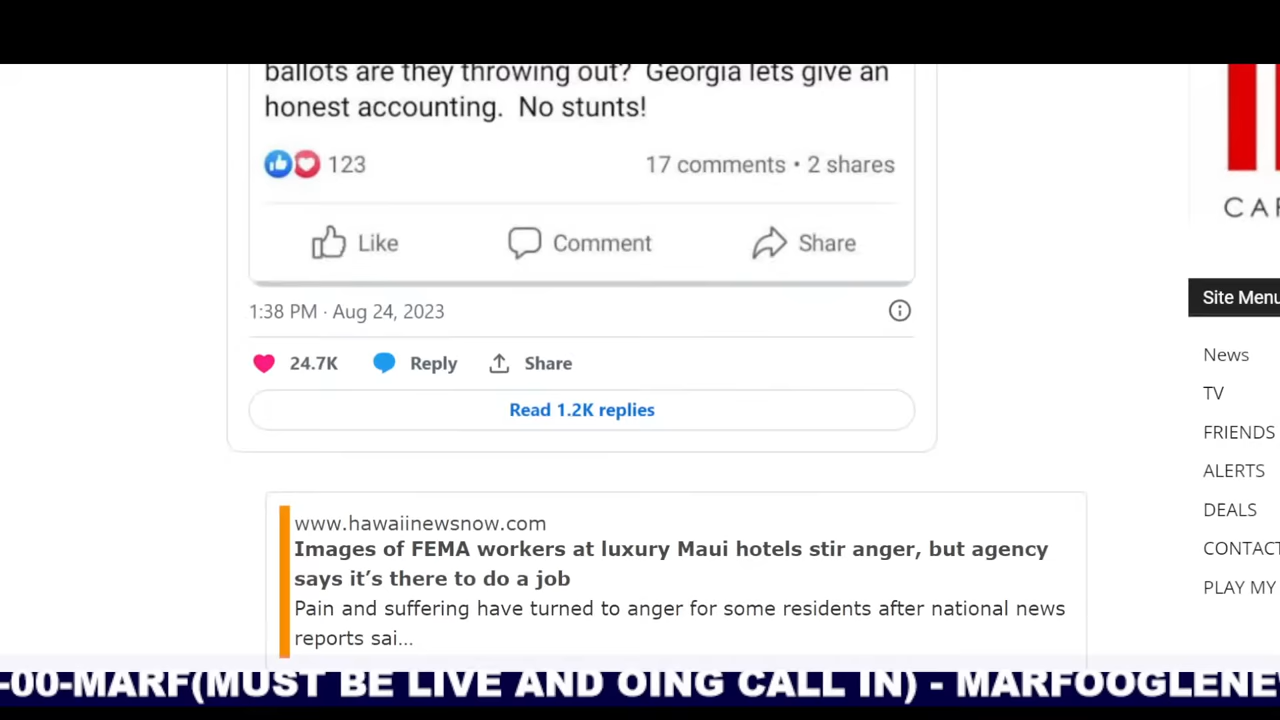 ballots are they throwing out? Georgia lets give an
honest accounting. No stunts!
123
17 comments • 2 shares
Like
Comment
Share
1:38 PM · Aug 24, 2023
24.7K
Reply
Share
Read 1.2K replies
www.hawaiinewsnow.com
Images of FEMA workers at luxury Maui hotels stir anger, but agency
says it’s there to do a job
Pain and suffering have turned to anger for some residents after national news
reports sai...
Site Menu
News
TV
FRIENDS
ALERTS
DEALS
CONTACT
PLAY MY
-00-MARF(MUST BE LIVE AND OING CALL IN) - MARFOOGLENE